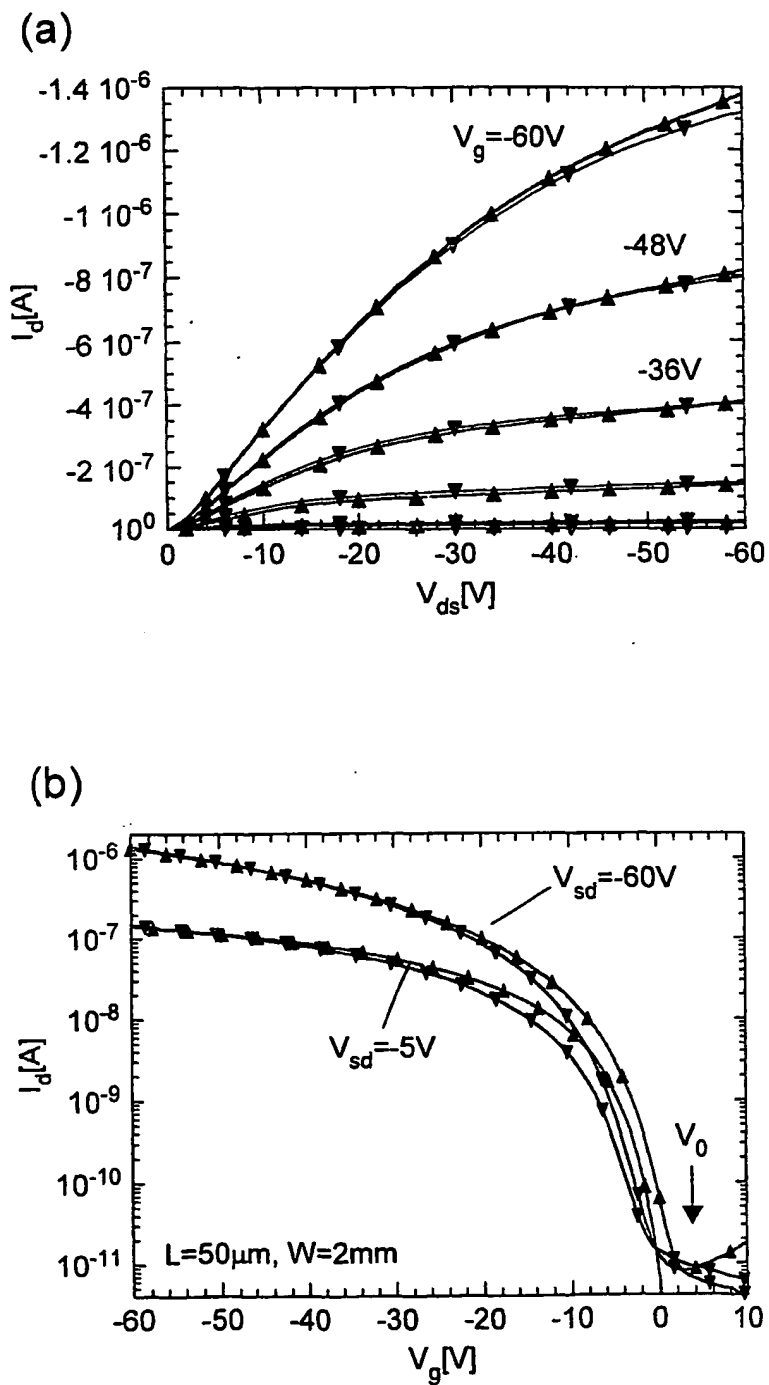 (a)
-1.4 10⁻⁶
-1.2 10⁻⁶
-1 10⁻⁶
-8 10⁻⁷
-6 10⁻⁷
-4 10⁻⁷
-2 10⁻⁷
10⁰
I_d[A]
V_g=-60V
-48V
-36V
0 -10 -20 -30 -40 -50 -60
V_ds[V]
(b)
10⁻⁶
10⁻⁷
10⁻⁸
10⁻⁹
10⁻¹⁰
10⁻¹¹
I_d[A]
V_sd=-60V
V_sd=-5V
V_0
L=50µm, W=2mm
-60 -50 -40 -30 -20 -10 0 10
V_g[V]